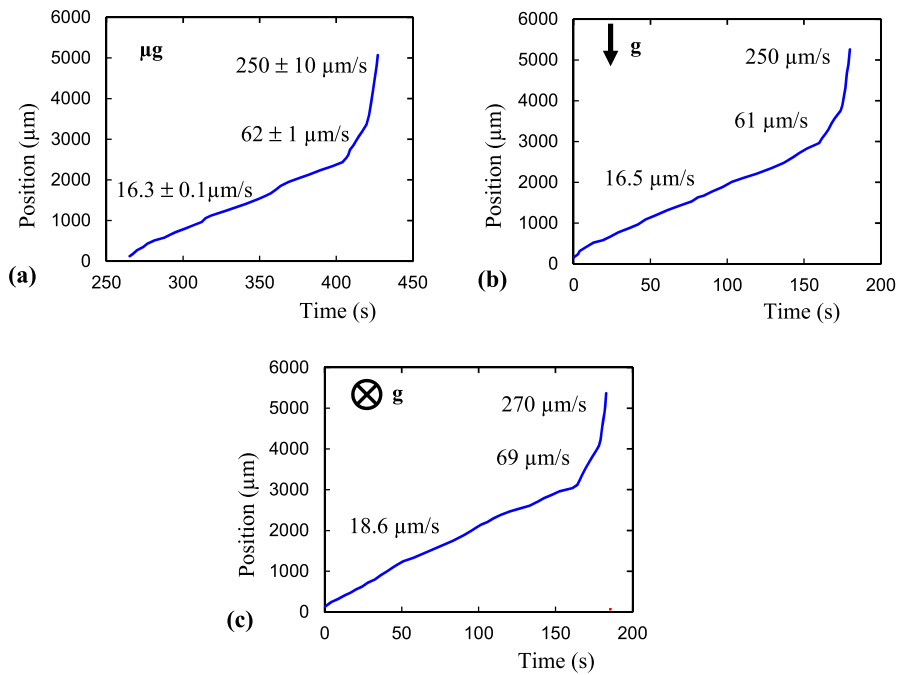 6000
5000
4000
3000
2000
1000
0
250
300
350
400
450
Position (µm)
Time (s)
µg
250 ± 10 µm/s
62 ± 1 µm/s
16.3 ± 0.1µm/s
(a)
6000
5000
4000
3000
2000
1000
0
0
50
100
150
200
Position (µm)
Time (s)
g
250 µm/s
61 µm/s
16.5 µm/s
(b)
6000
5000
4000
3000
2000
1000
0
0
50
100
150
200
Position (µm)
Time (s)
g
270 µm/s
69 µm/s
18.6 µm/s
(c)